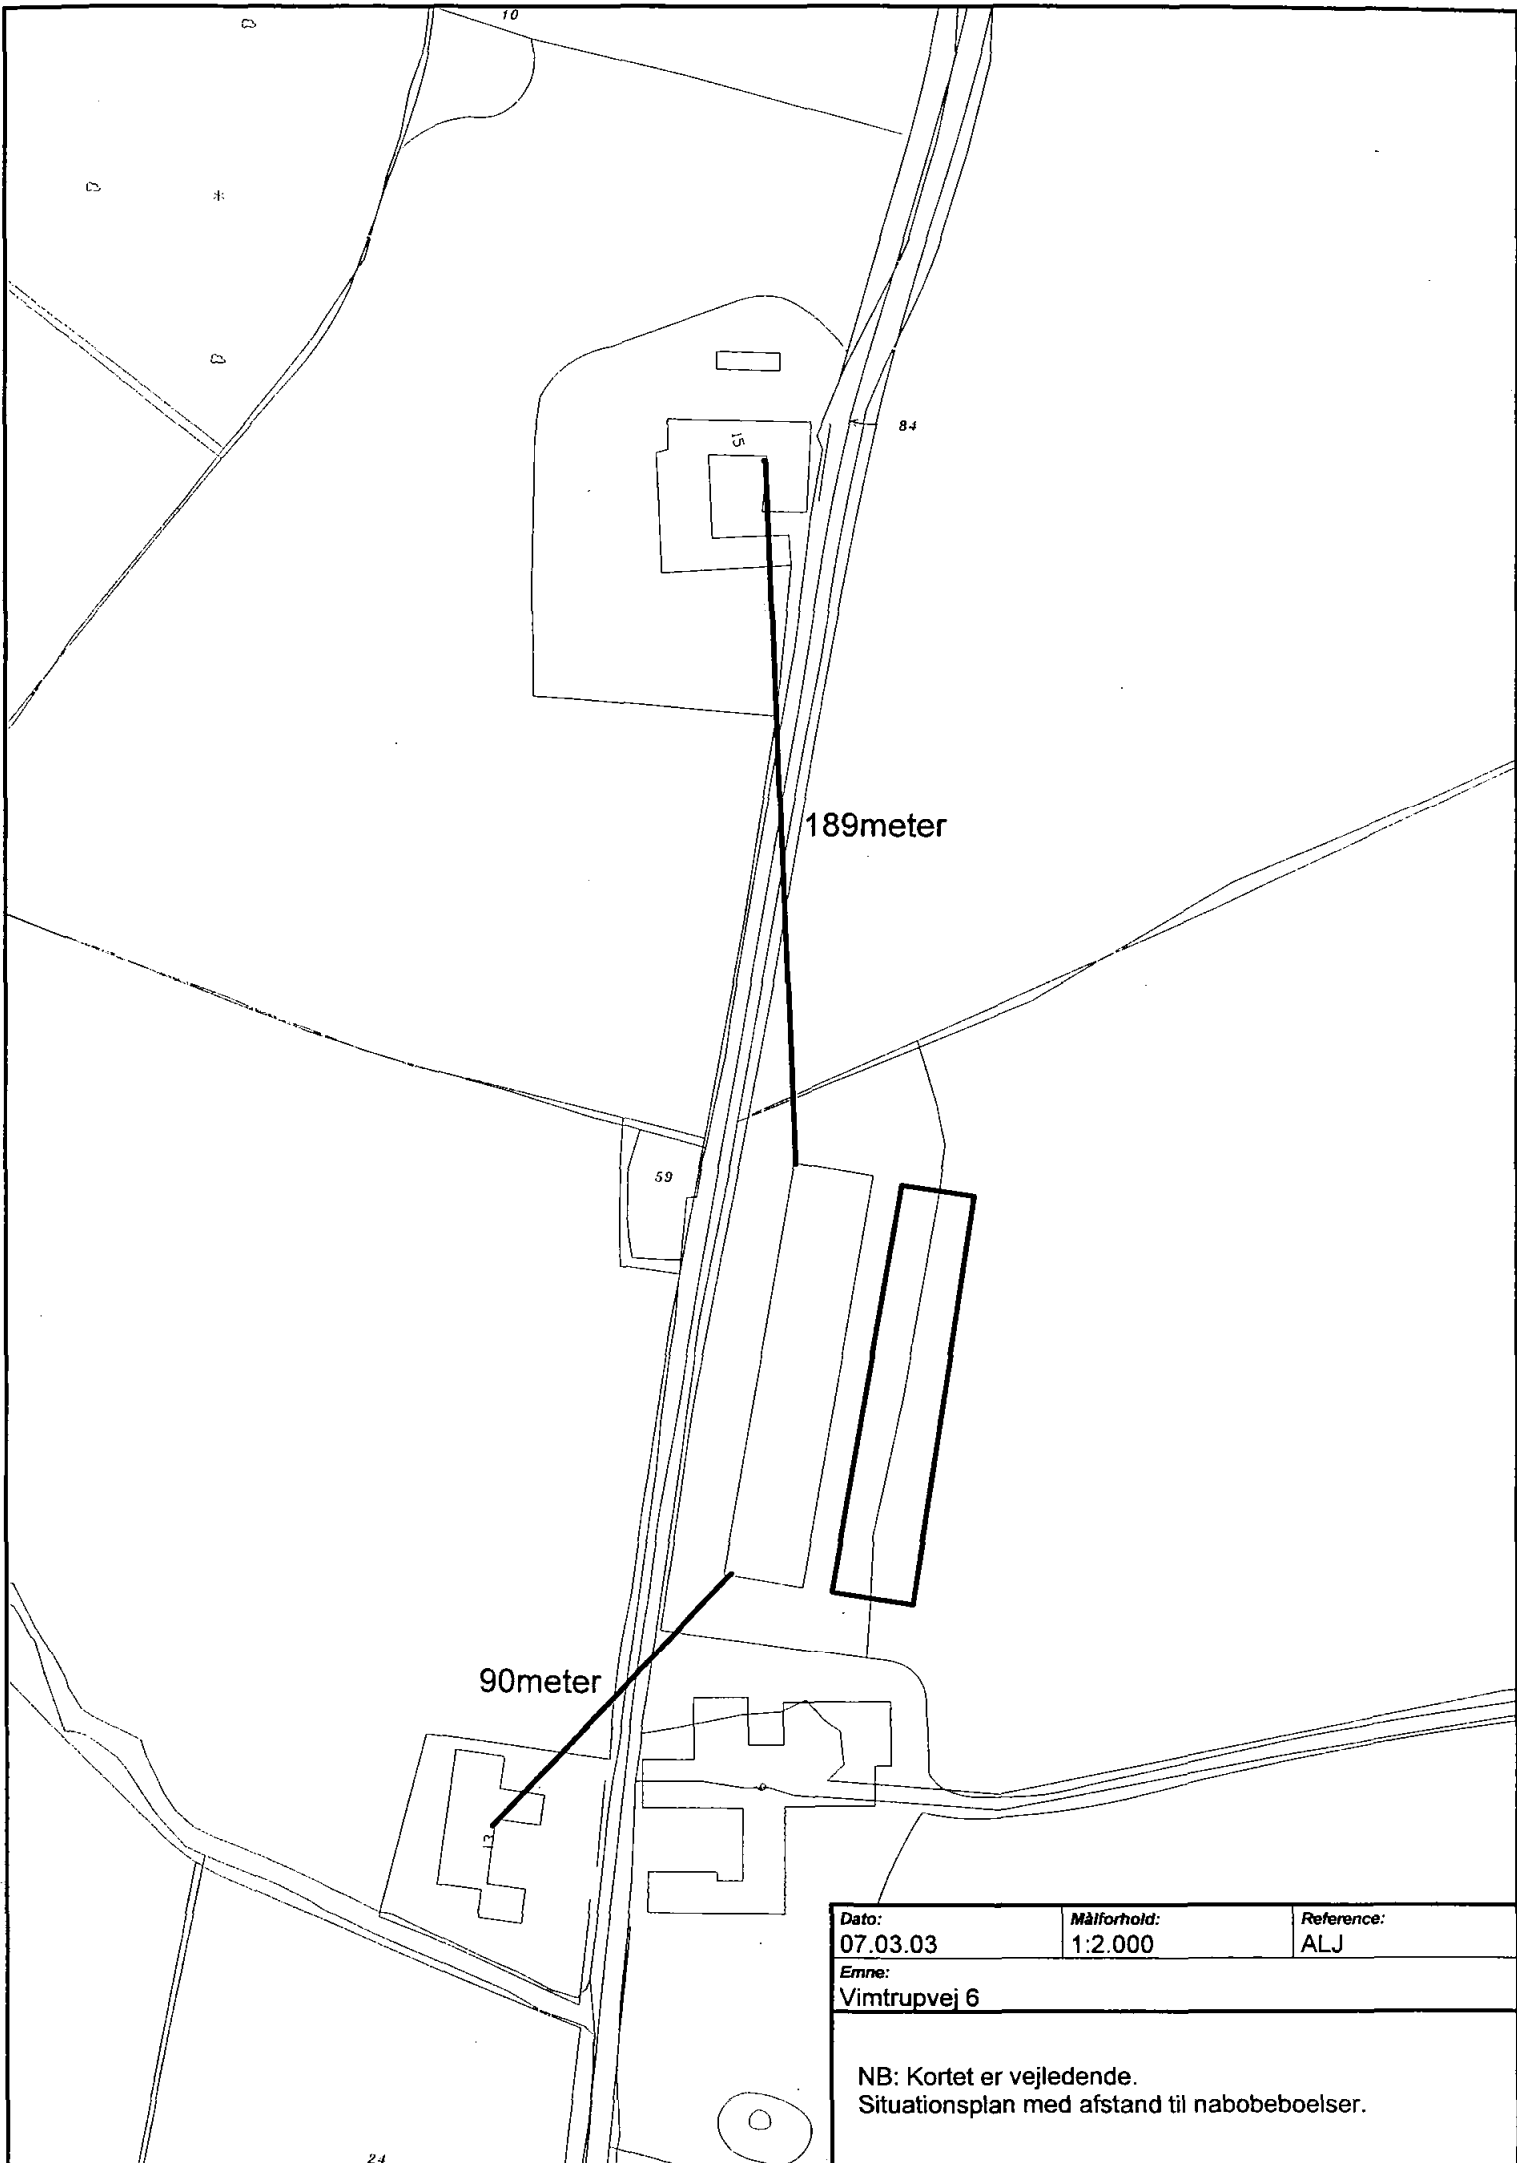 10
15
84
189meter
59
90meter
13
6
Dato:
07.03.03
Målforhold:
1:2.000
Reference:
ALJ
Emne:
Vimtrupvej 6
NB: Kortet er vejledende.
Situationsplan med afstand til nabobeboelser.
24